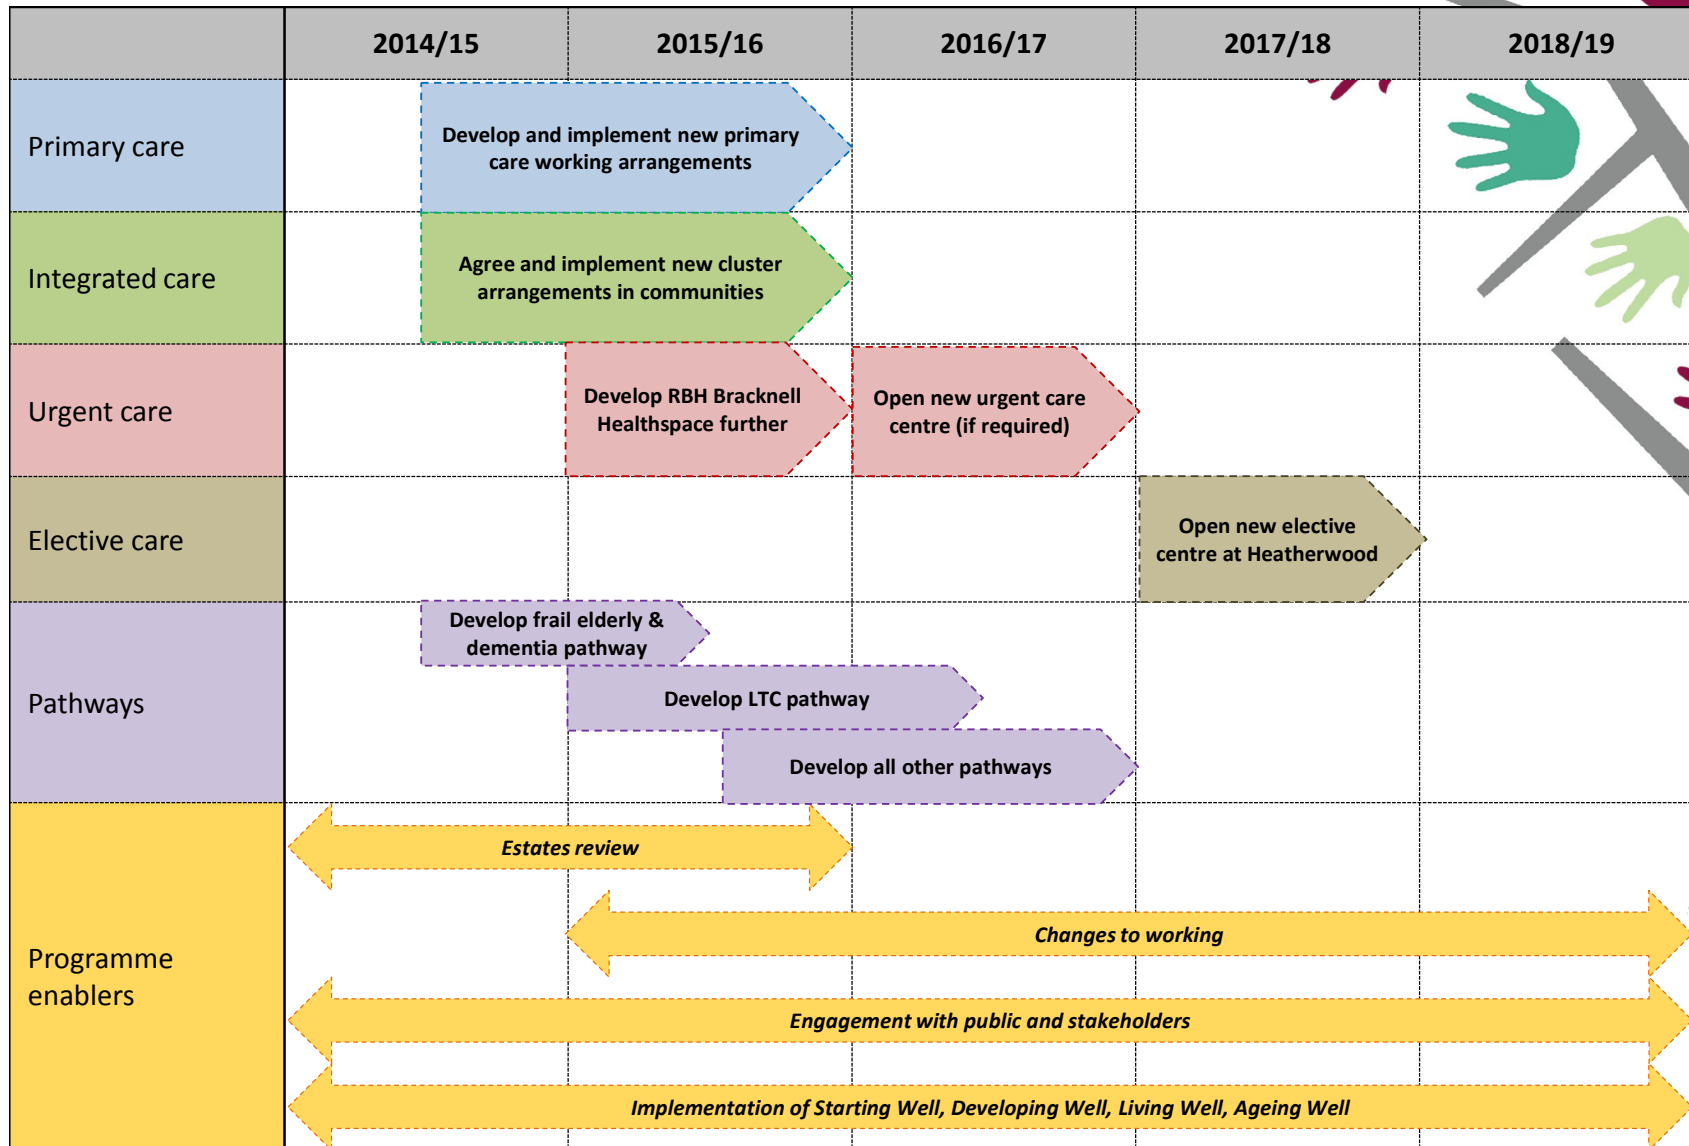 2014/15 2015/16 2016/17 2017/18 2018/19
Primary care
Develop and implement new primary
care working arrangements
Integrated care
Agree and implement new cluster
arrangements in communities
Urgent care
Develop RBH Bracknell
Healthspace further
Open new urgent care
centre (if required)
Elective care
Open new elective
centre at Heatherwood
Pathways
Develop frail elderly &
dementia pathway
Develop LTC pathway
Develop all other pathways
Programme
enablers
Estates review
Changes to working
Engagement with public and stakeholders
Implementation of Starting Well, Developing Well, Living Well, Ageing Well